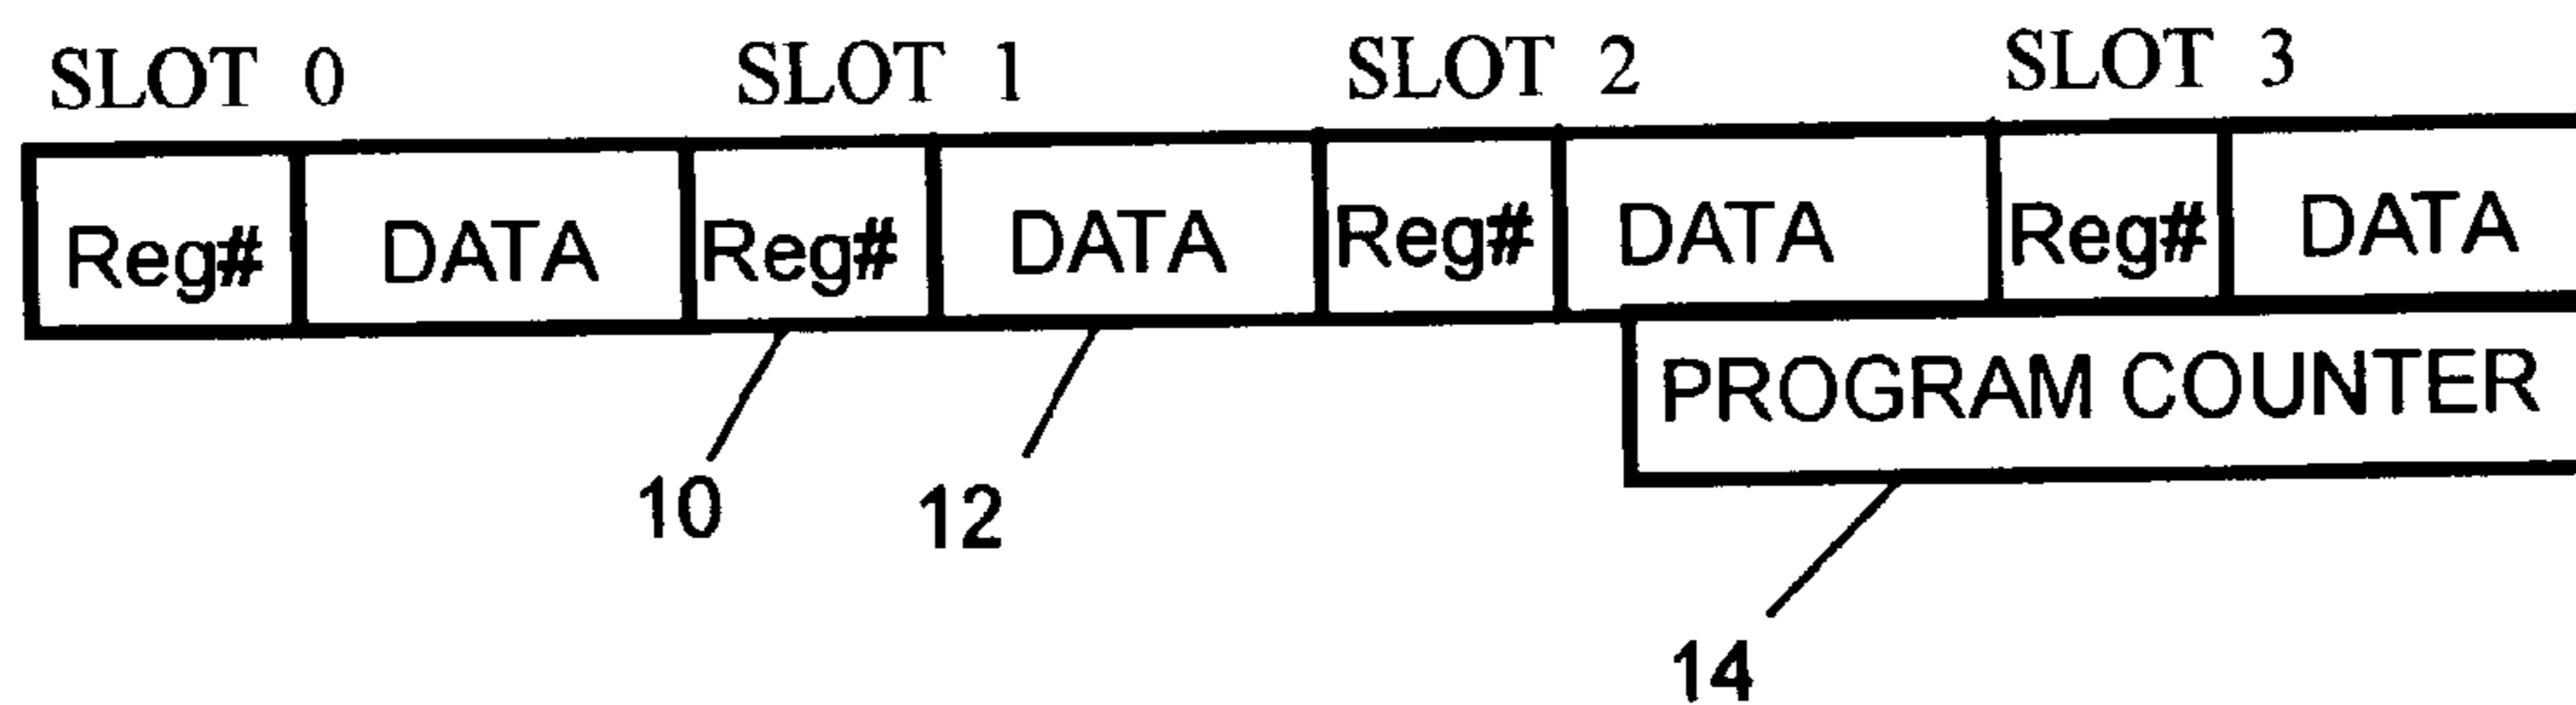 SLOT 0 SLOT 1 SLOT 2 SLOT 3
Reg# DATA Reg# DATA Reg# DATA Reg# DATA
PROGRAM COUNTER
10 12
14